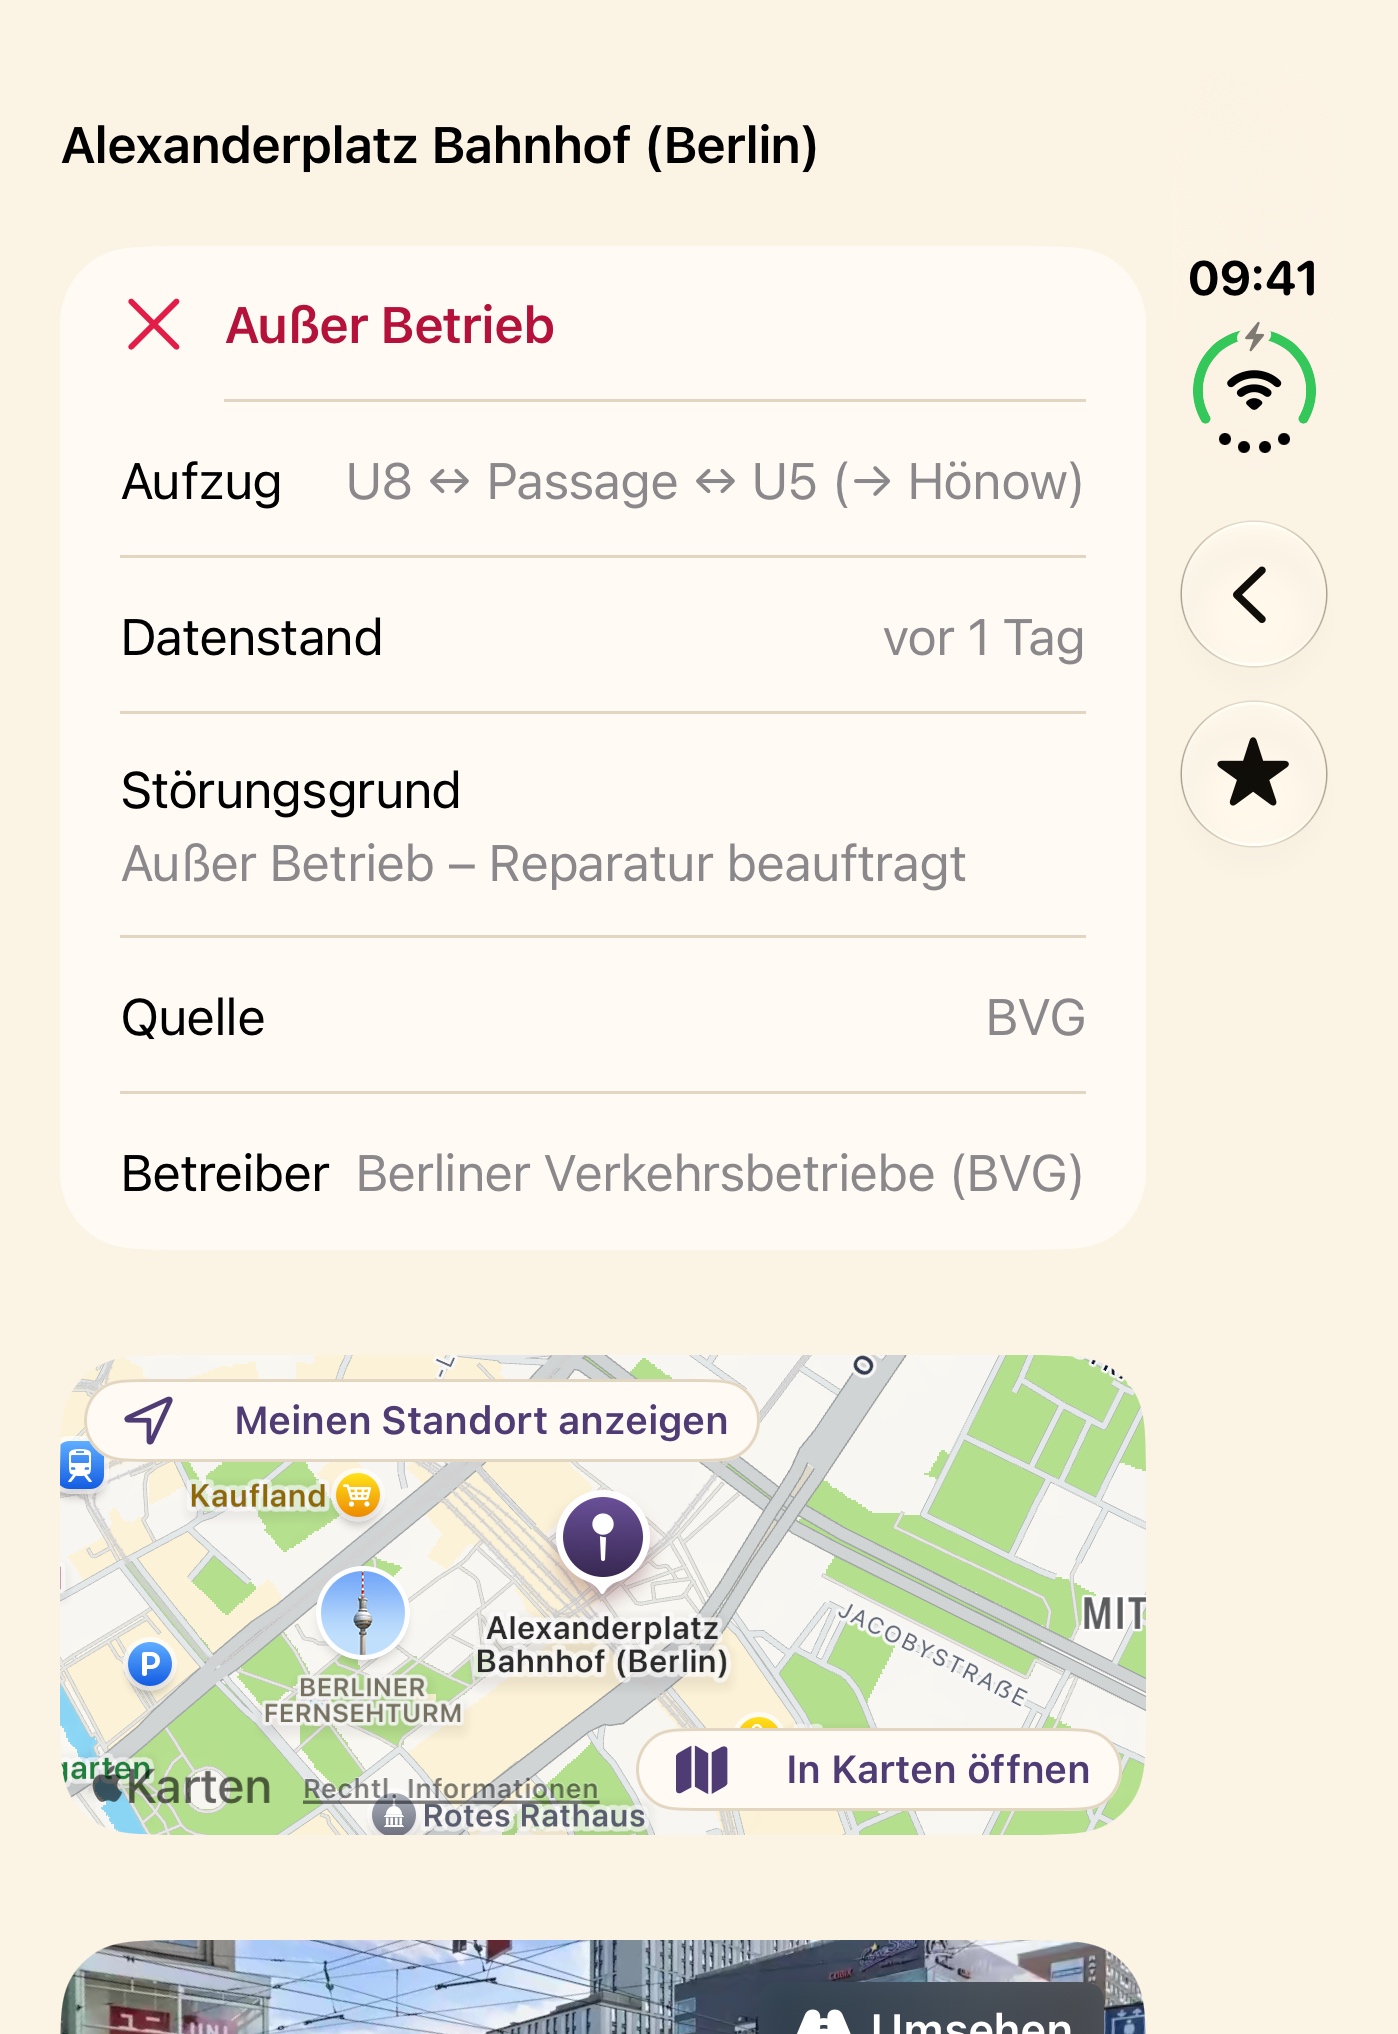 Alexanderplatz Bahnhof (Berlin)
09:41
Außer Betrieb
Aufzug U8 ↔ Passage ↔ U5 (→ Hönow)
Datenstand vor 1 Tag
Störungsgrund
Außer Betrieb – Reparatur beauftragt
Quelle BVG
Betreiber Berliner Verkehrsbetriebe (BVG)
Meinen Standort anzeigen
Kaufland
Alexanderplatz
Bahnhof (Berlin)
MIT
JACOBYSTRAẞE
P
BERLINER
FERNSEHTURM
garten
Karten
Rechtl. Informationen
In Karten öffnen
Rotes Rathaus
Umsehen